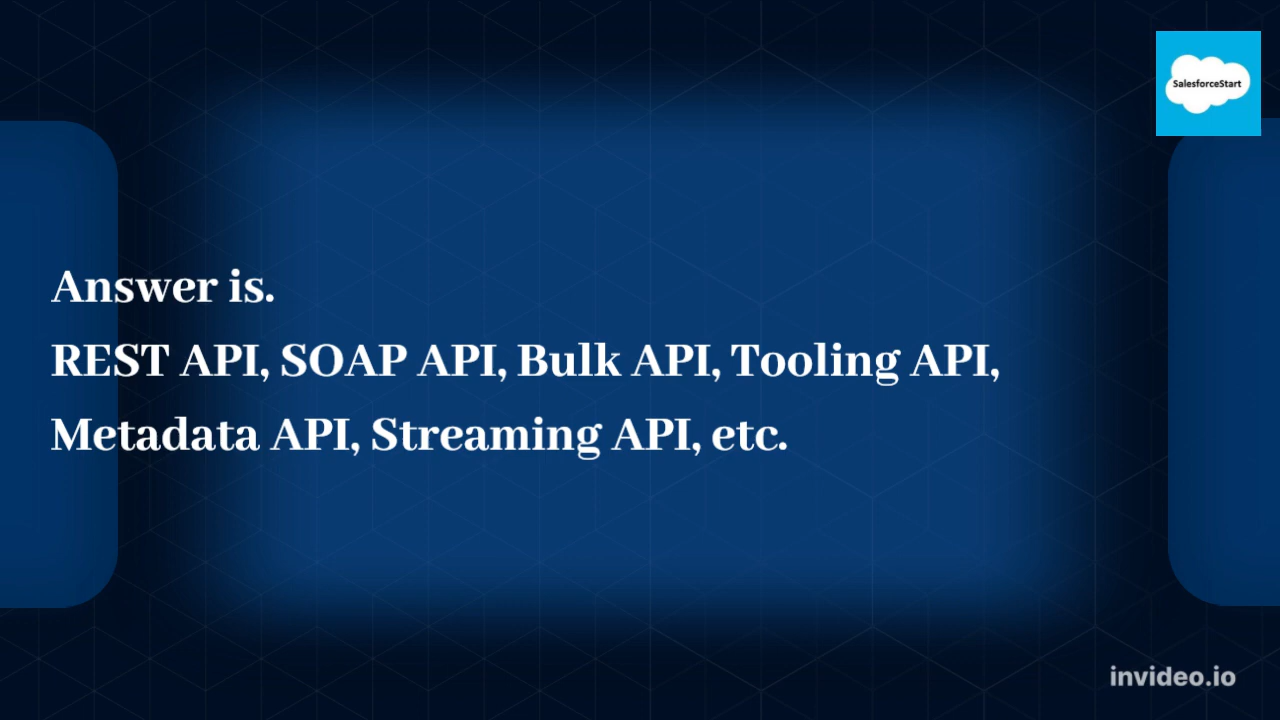 SalesforceStart
Answer is.
REST API, SOAP API, Bulk API, Tooling API,
Metadata API, Streaming API, etc.
invideo.io